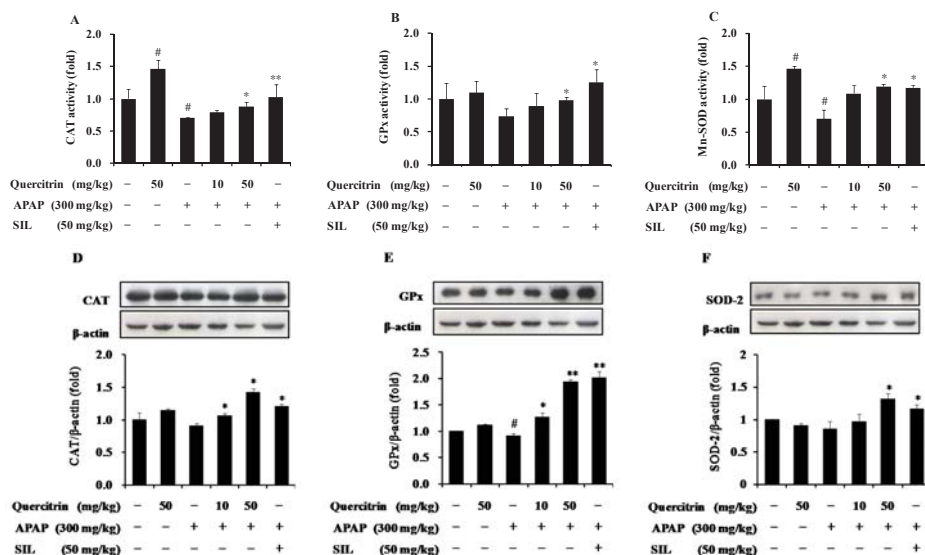 A
CAT activity (fold)
2.0
1.5
1.0
0.5
0.0
#
#
*
**
Quercitrin (mg/kg) – 50 – 10 50 –
APAP (300 mg/kg) – – + + + +
SIL (50 mg/kg) – – – – – +
B
GPx activity (fold)
2.0
1.5
1.0
0.5
0.0
*
*
Quercitrin (mg/kg) – 50 – 10 50 –
APAP (300 mg/kg) – – + + + +
SIL (50 mg/kg) – – – – – +
C
Mn-SOD activity (fold)
2.0
1.5
1.0
0.5
0.0
#
#
*
*
Quercitrin (mg/kg) – 50 – 10 50 –
APAP (300 mg/kg) – – + + + +
SIL (50 mg/kg) – – – – – +
D
CAT
β-actin
CAT/β-actin (fold)
2.0
1.5
1.0
0.5
0
*
*
*
Quercitrin (mg/kg) – 50 – 10 50 –
APAP (300 mg/kg) – – + + + +
SIL (50 mg/kg) – – – – – +
E
GPx
β-actin
GPx/β-actin (fold)
2.5
2.0
1.5
1.0
0.5
0
#
*
**
**
Quercitrin (mg/kg) – 50 – 10 50 –
APAP (300 mg/kg) – – + + + +
SIL (50 mg/kg) – – – – – +
F
SOD-2
β-actin
SOD-2/β-actin (fold)
2.0
1.5
1
0.5
0
*
*
Quercitrin (mg/kg) – 50 – 10 50 –
APAP (300 mg/kg) – – + + + +
SIL (50 mg/kg) – – – – – +